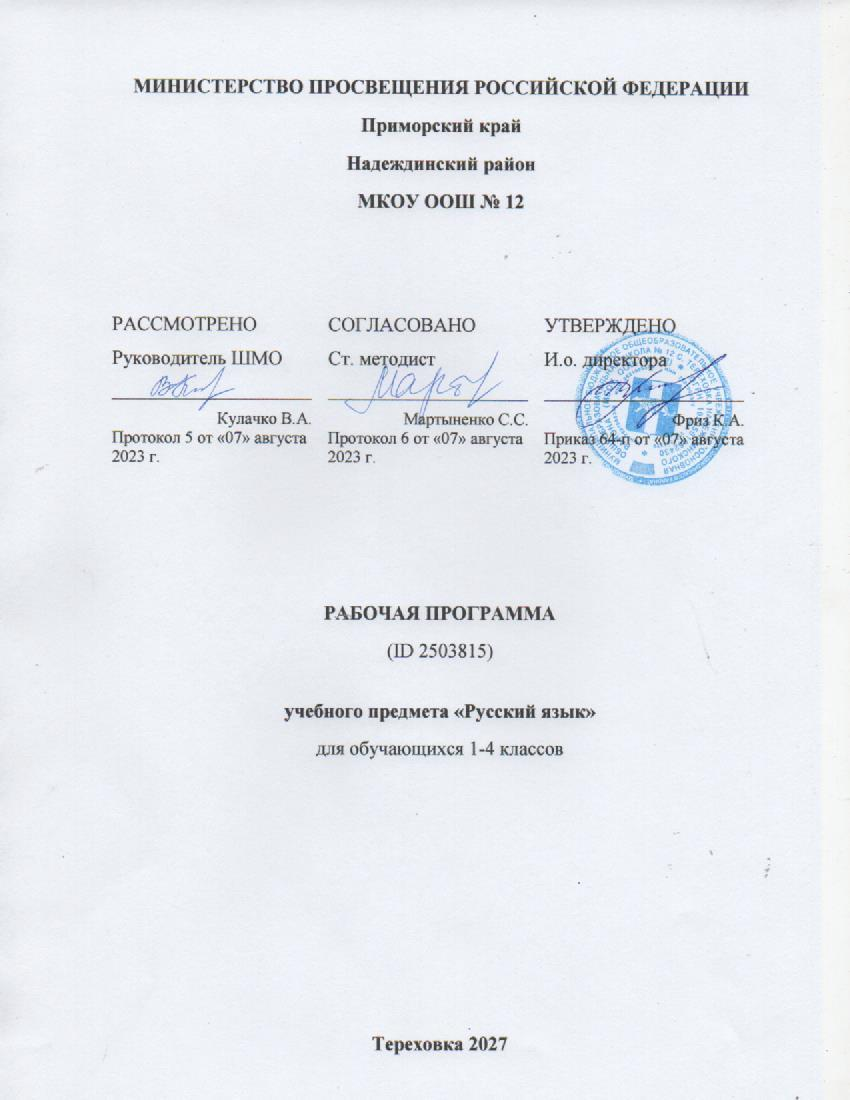 МИНИСТЕРСТВО ПРОСВЕЩЕНИЯ РОССИЙСКОЙ ФЕДЕРАЦИИ
Приморский край
Надеждинский район
МКОУ ООШ № 12
РАССМОТРЕНО
Руководитель ШМО
Кулачко В.А.
Протокол 5 от «07» августа
2023 г.
СОГЛАСОВАНО
Ст. методист
Мартыненко С.С.
Протокол 6 от «07» августа
2023 г.
УТВЕРЖДЕНО
И.о. директора
Фриз К.А.
Приказ 64-п от «07» августа
2023 г.
РАБОЧАЯ ПРОГРАММА
(ID 2503815)
учебного предмета «Русский язык»
для обучающихся 1-4 классов
Тереховка 2027